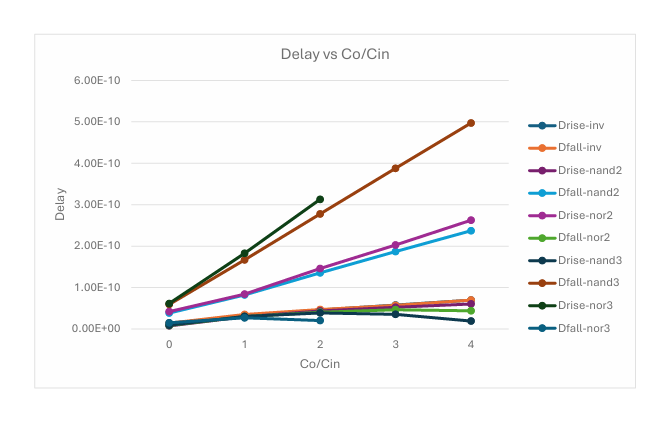 Delay vs Co/Cin
6.00E-10
5.00E-10
4.00E-10
3.00E-10
2.00E-10
1.00E-10
0.00E+00
Delay
0 1 2 3 4
Co/Cin
Drise-inv
Dfall-inv
Drise-nand2
Dfall-nand2
Drise-nor2
Dfall-nor2
Drise-nand3
Dfall-nand3
Drise-nor3
Dfall-nor3